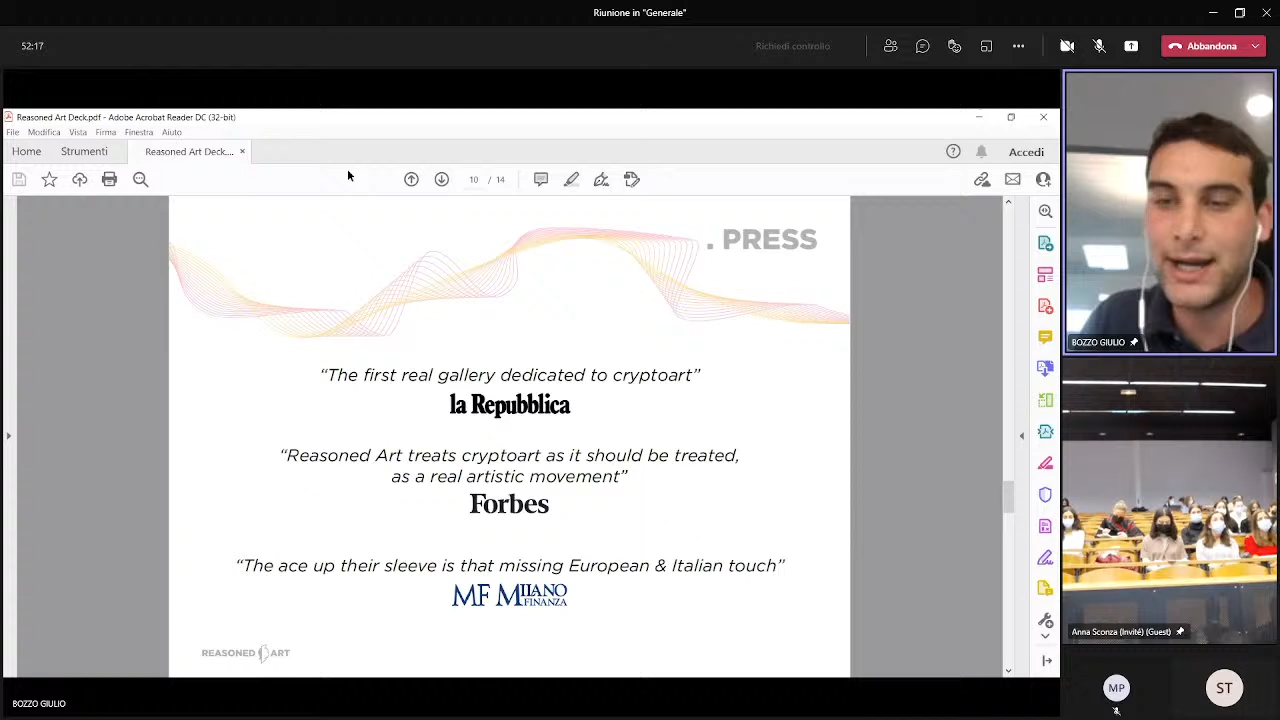 Riunione in "Generale"
52:17
Richiedi controllo
Abbandona
Reasoned Art Deck.pdf - Adobe Acrobat Reader DC (32-bit)
File Modifica Vista Firma Finestra Aiuto
Home Strumenti Reasoned Art Deck.... × Accedi
10 / 14
. PRESS
“The first real gallery dedicated to cryptoart”
la Repubblica
“Reasoned Art treats cryptoart as it should be treated,
as a real artistic movement”
Forbes
“The ace up their sleeve is that missing European & Italian touch”
MF MILANO
FINANZA
REASONED ART
BOZZO GIULIO
BOZZO GIULIO
Anna Sconza (Invité) (Guest)
MP
ST